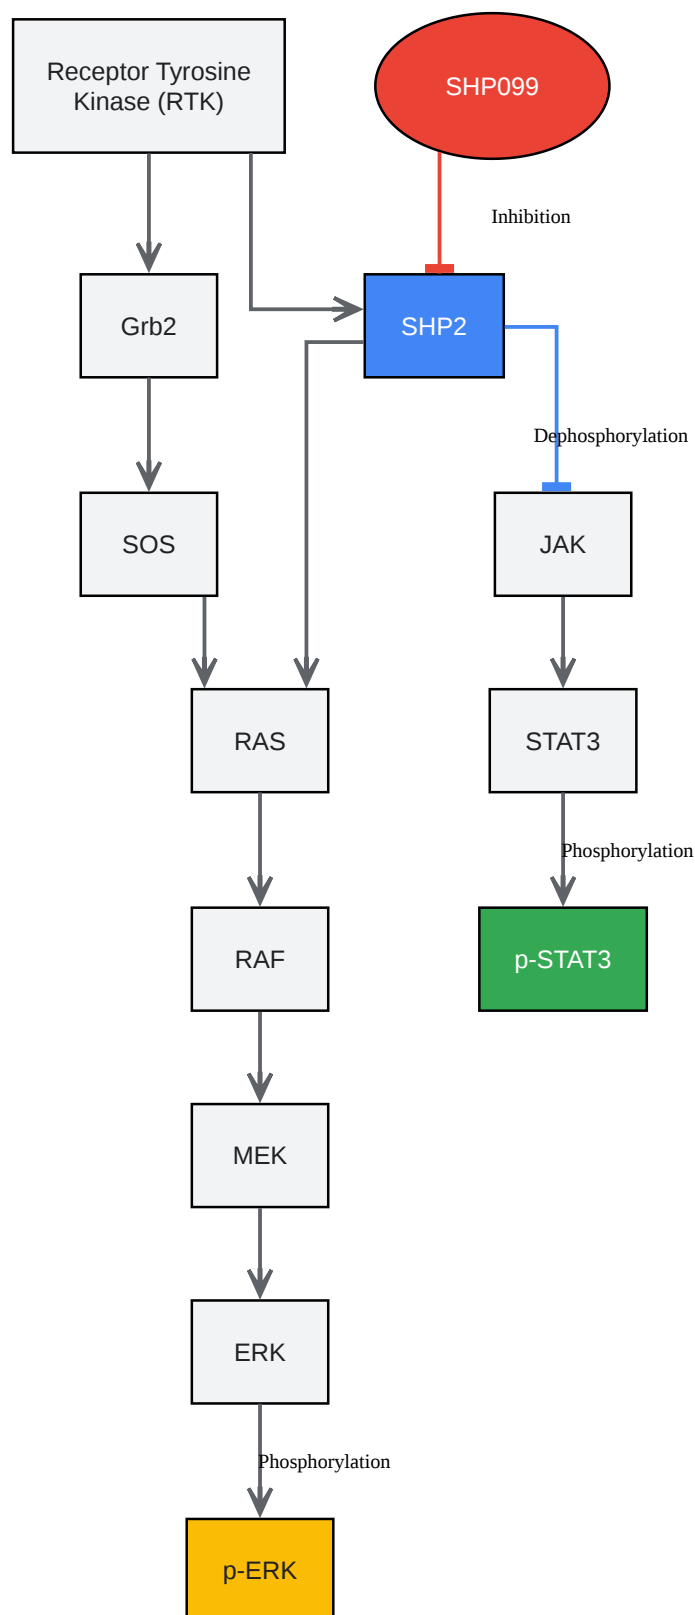 Receptor Tyrosine
Kinase (RTK)
SHP099
Inhibition
Grb2
SHP2
Dephosphorylation
SOS
JAK
RAS
STAT3
Phosphorylation
RAF
p-STAT3
MEK
ERK
Phosphorylation
p-ERK